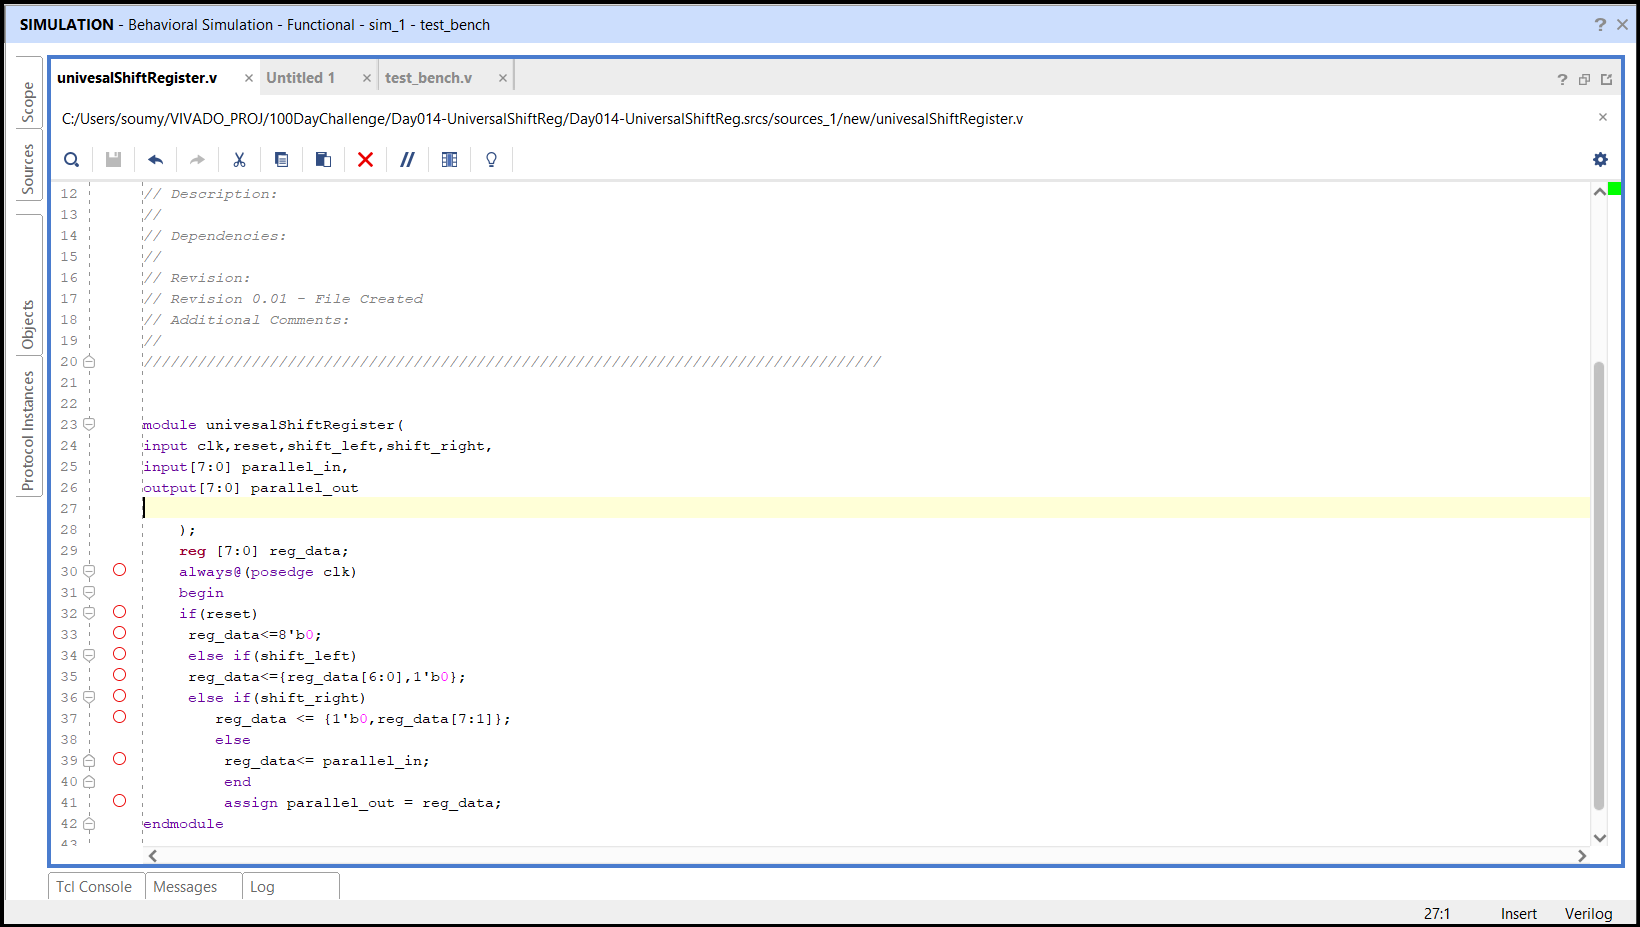 SIMULATION - Behavioral Simulation - Functional - sim_1 - test_bench
Scope
Sources
Objects
Protocol Instances
univesalShiftRegister.v
Untitled 1
test_bench.v
C:/Users/soumy/VIVADO_PROJ/100DayChallenge/Day014-UniversalShiftReg/Day014-UniversalShiftReg.srcs/sources_1/new/univesalShiftRegister.v
12 // Description:
13 //
14 // Dependencies:
15 //
16 // Revision:
17 // Revision 0.01 - File Created
18 // Additional Comments:
19 //
20 //////////////////////////////////////////////////////////////////////////////////
21
22
23 module univesalShiftRegister(
24 input clk,reset,shift_left,shift_right,
25 input[7:0] parallel_in,
26 output[7:0] parallel_out
27
28 );
29 reg [7:0] reg_data;
30 always@(posedge clk)
31 begin
32 if(reset)
33 reg_data<=8'b0;
34 else if(shift_left)
35 reg_data<={reg_data[6:0],1'b0};
36 else if(shift_right)
37 reg_data <= {1'b0,reg_data[7:1]};
38 else
39 reg_data<= parallel_in;
40 end
41 assign parallel_out = reg_data;
42 endmodule
43
Tcl Console
Messages
Log
27:1 Insert Verilog